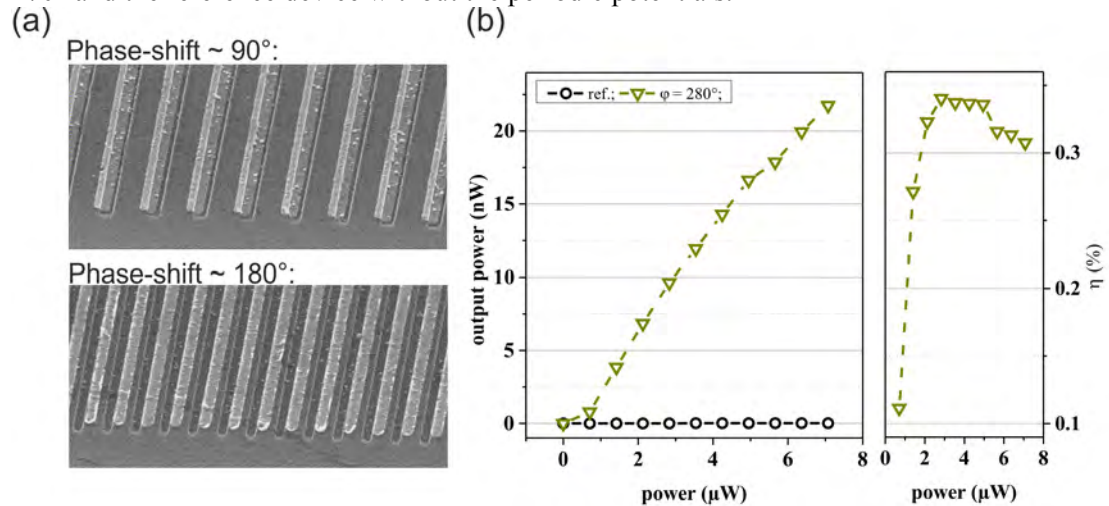 (a)
Phase-shift ~ 90°:
Phase-shift ~ 180°:
(b)
ref.; φ = 280°;
output power (nW)
20
15
10
5
0
0 2 4 6 8
power (μW)
0.3
0.2
0.1
η (%)
0 2 4 6 8
power (μW)